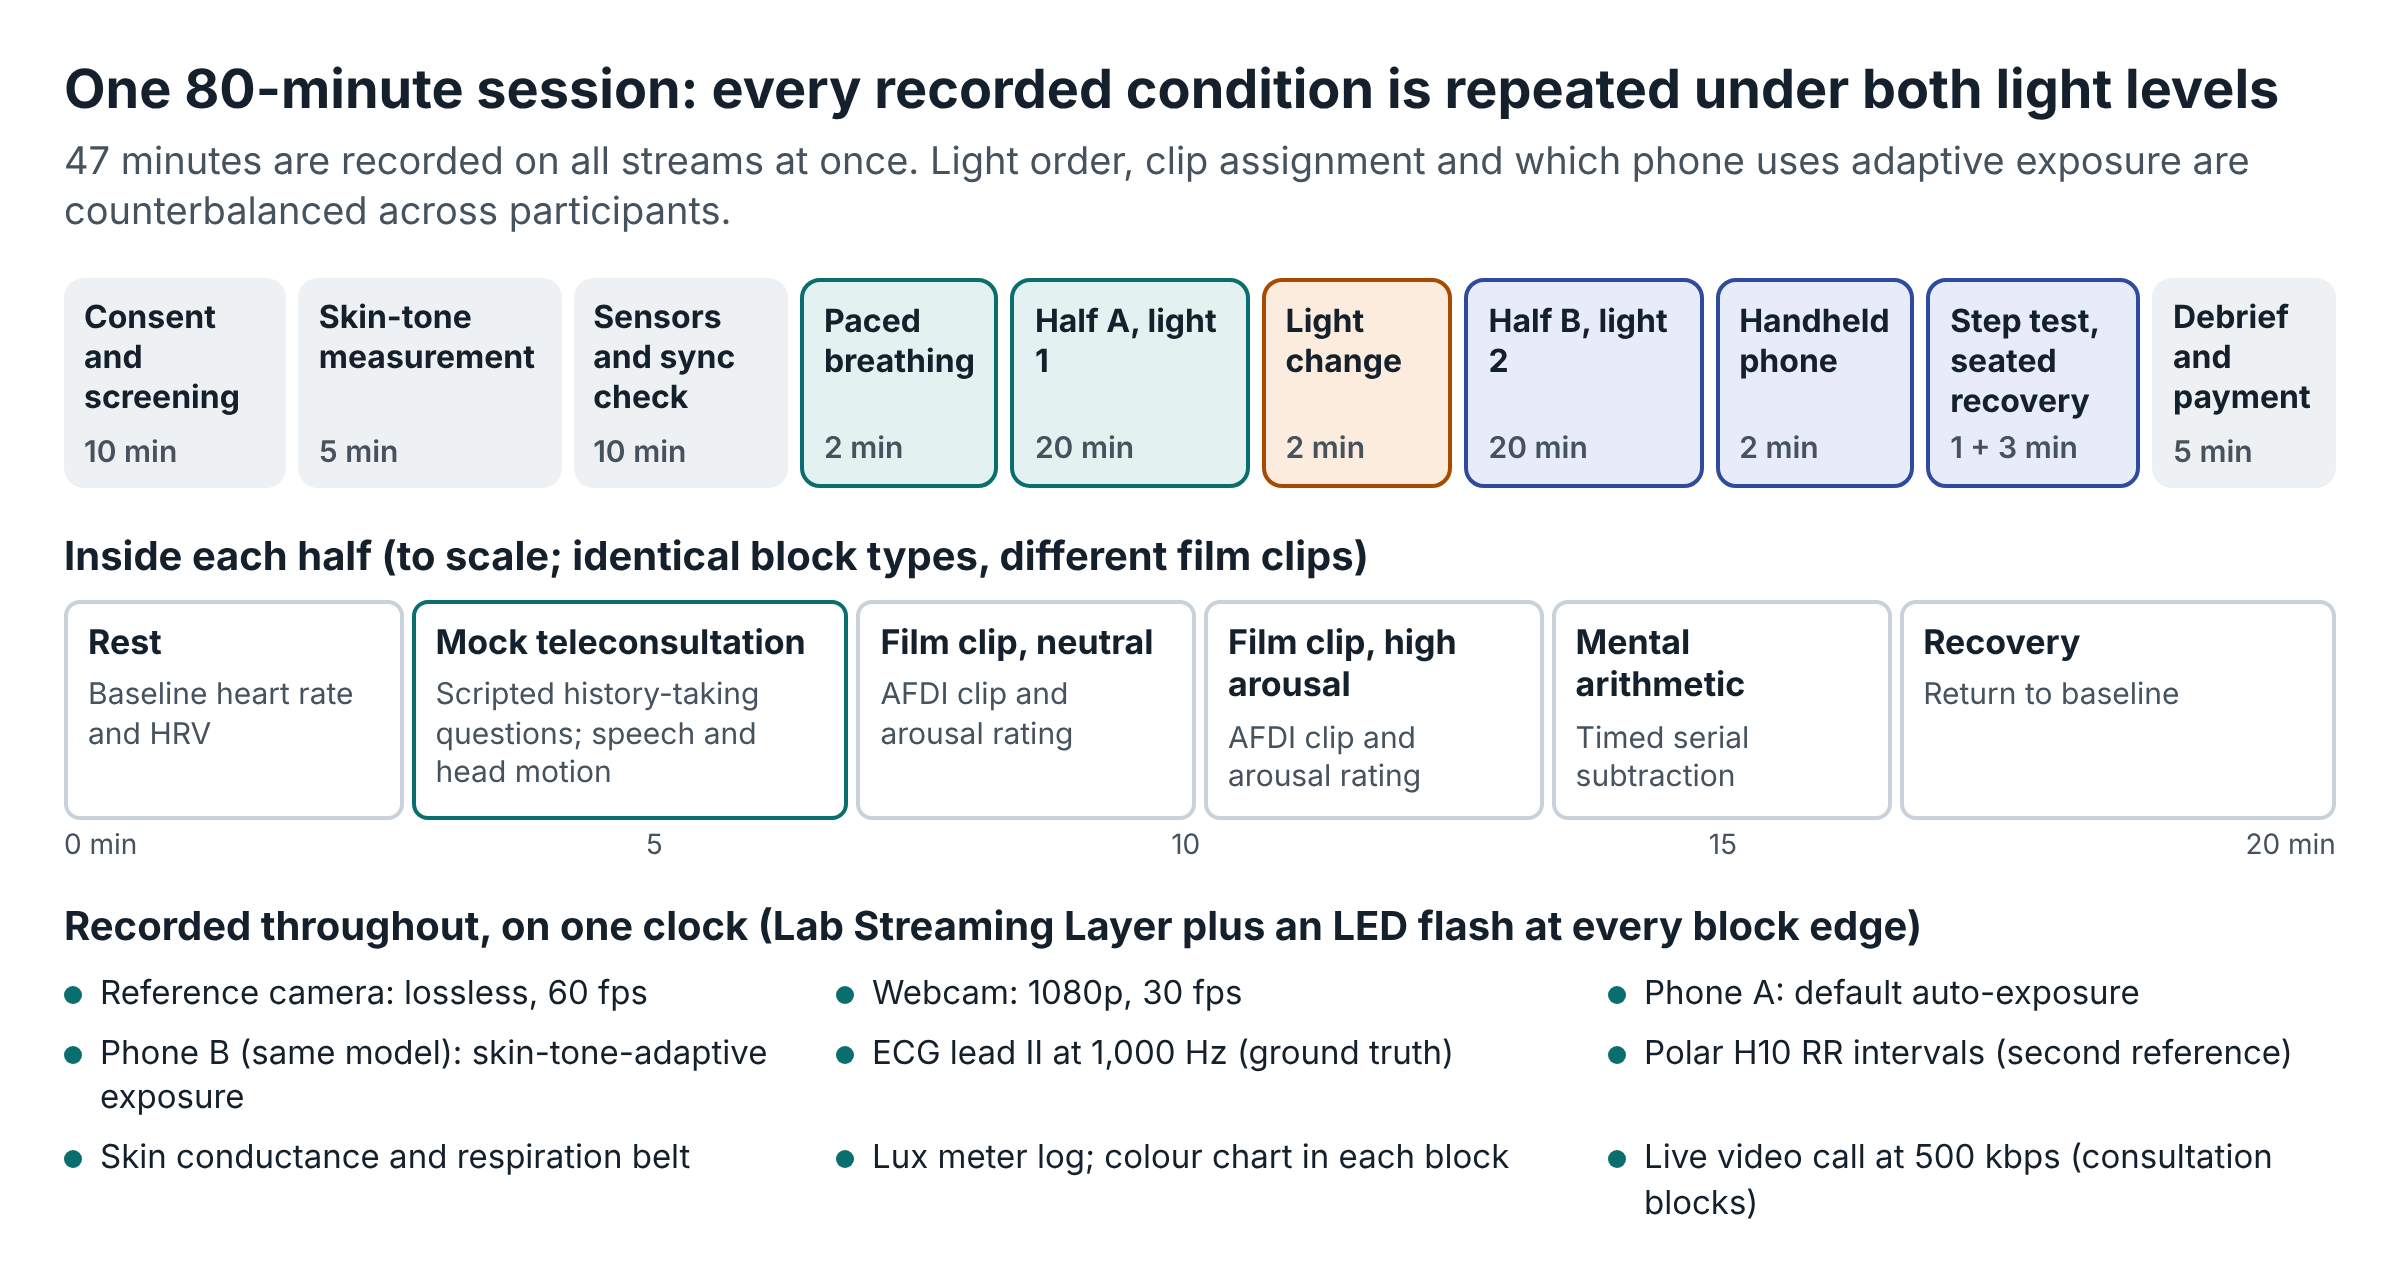 One 80-minute session: every recorded condition is repeated under both light levels
47 minutes are recorded on all streams at once. Light order, clip assignment and which phone uses adaptive exposure are
counterbalanced across participants.
Consent
and
screening
10 min
Skin-tone
measurement
5 min
Sensors
and sync
check
10 min
Paced
breathing
2 min
Half A, light
1
20 min
Light
change
2 min
Half B, light
2
20 min
Handheld
phone
2 min
Step test,
seated
recovery
1 + 3 min
Debrief
and
payment
5 min
Inside each half (to scale; identical block types, different film clips)
Rest
Baseline heart rate
and HRV
Mock teleconsultation
Scripted history-taking
questions; speech and
head motion
Film clip, neutral
AFDI clip and
arousal rating
Film clip, high
arousal
AFDI clip and
arousal rating
Mental
arithmetic
Timed serial
subtraction
Recovery
Return to baseline
0 min
5
10
15
20 min
Recorded throughout, on one clock (Lab Streaming Layer plus an LED flash at every block edge)
Reference camera: lossless, 60 fps
Webcam: 1080p, 30 fps
Phone A: default auto-exposure
Phone B (same model): skin-tone-adaptive
exposure
ECG lead II at 1,000 Hz (ground truth)
Polar H10 RR intervals (second reference)
Skin conductance and respiration belt
Lux meter log; colour chart in each block
Live video call at 500 kbps (consultation
blocks)